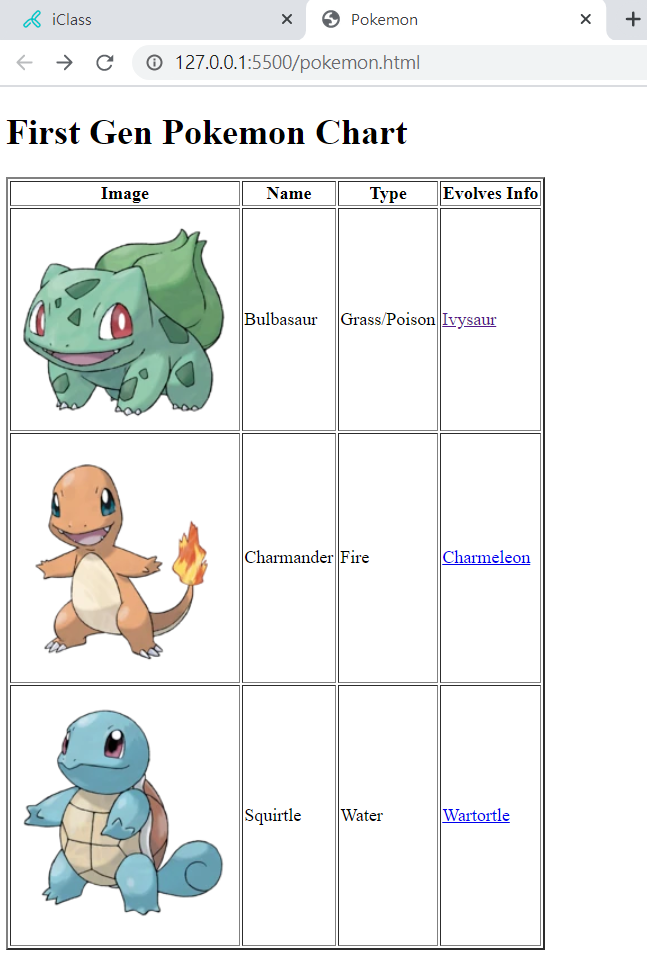 iClass
Pokemon
127.0.0.1:5500/pokemon.html
First Gen Pokemon Chart
Image Name Type Evolves Info
Bulbasaur Grass/Poison Ivysaur
Charmander Fire Charmeleon
Squirtle Water Wartortle